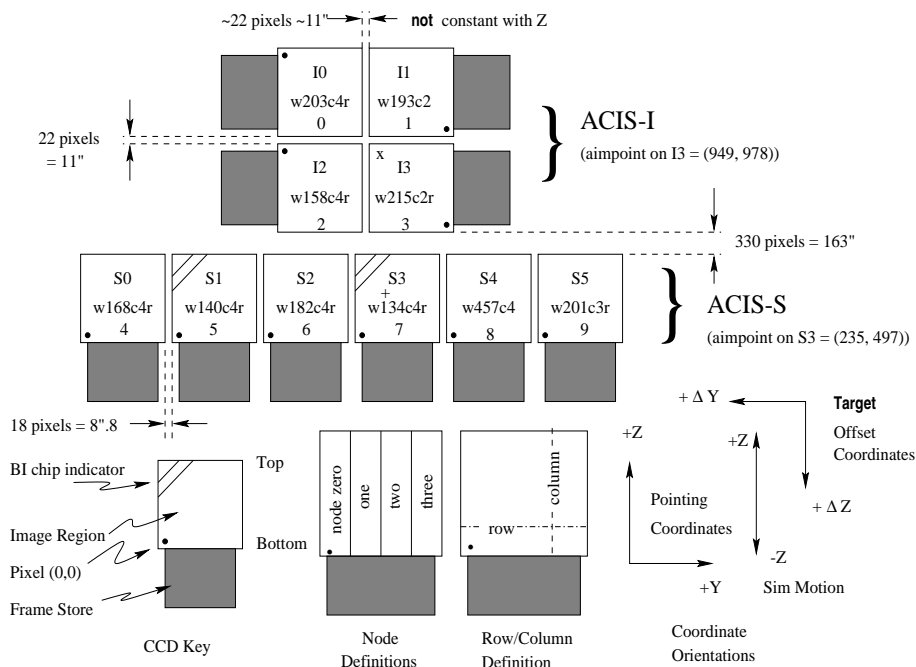 ~22 pixels ~11" not constant with Z
I0
w203c4r
0
I1
w193c2
1
22 pixels
= 11"
ACIS-I
(aimpoint on I3 = (949, 978))
I2
w158c4r
2
x
I3
w215c2r
3
330 pixels = 163"
S0
w168c4r
4
S1
w140c4r
5
S2
w182c4r
6
S3
+
w134c4r
7
S4
w457c4
8
S5
w201c3r
9
ACIS-S
(aimpoint on S3 = (235, 497))
18 pixels = 8".8
BI chip indicator
Image Region
Pixel (0,0)
Frame Store
Top
Bottom
CCD Key
node zero
one
two
three
Node
Definitions
column
row
Row/Column
Definition
+ Δ Y
Target
Offset
Coordinates
+ Δ Z
+Z
Pointing
Coordinates
+Y
+Z
-Z
Sim Motion
Coordinate
Orientations